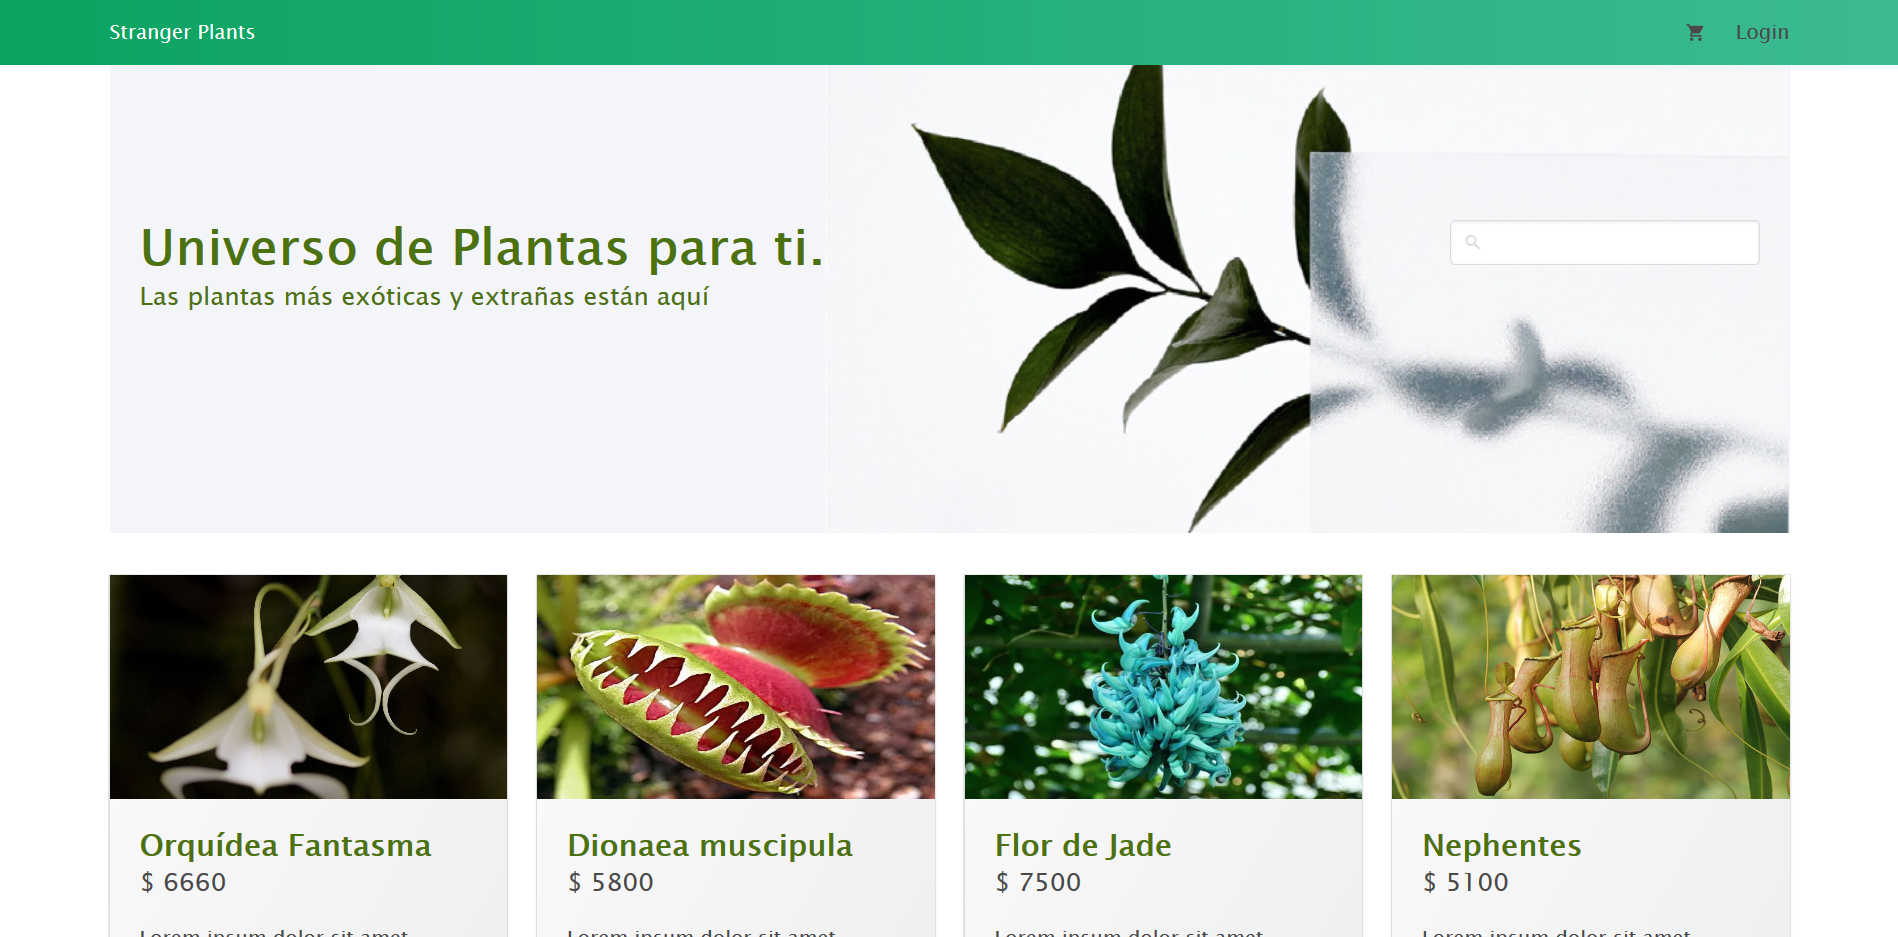 Stranger Plants
Login
Universo de Plantas para ti.
Las plantas más exóticas y extrañas están aquí
Orquídea Fantasma
$ 6660
Lorem ipsum dolor sit amet
Dionaea muscipula
$ 5800
Lorem ipsum dolor sit amet
Flor de Jade
$ 7500
Lorem ipsum dolor sit amet
Nephentes
$ 5100
Lorem ipsum dolor sit amet